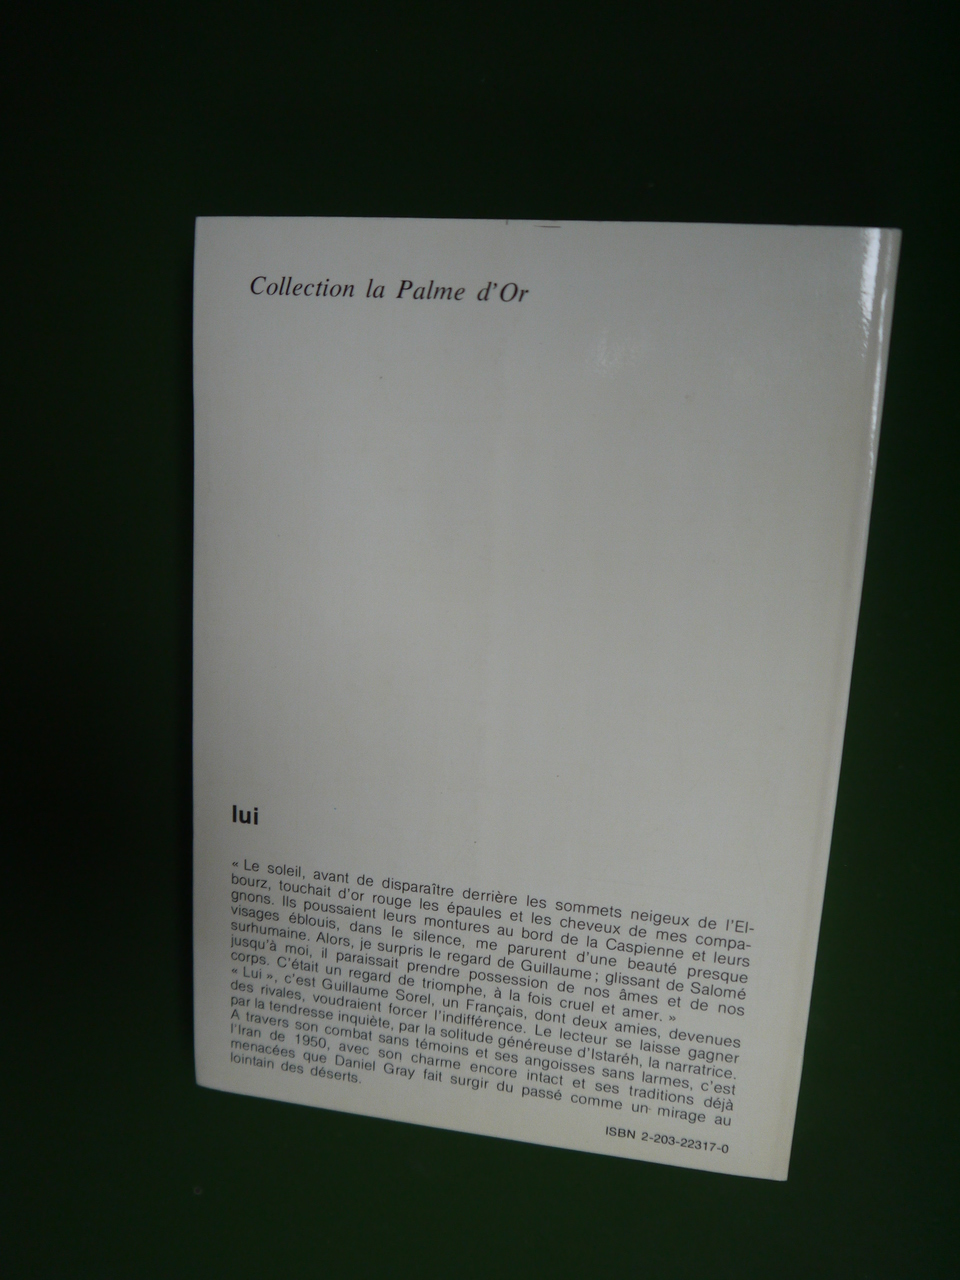 Collection la Palme d'Or
lui
« Le soleil, avant de disparaître derrière les sommets neigeux de l'El-
bourz, touchait d'or rouge les épaules et les cheveux de mes compa-
gnons. Ils poussaient leurs montures au bord de la Caspienne et leurs
visages éblouis, dans le silence, me parurent d'une beauté presque
surhumaine. Alors, je surpris le regard de Guillaume ; glissant de Salomé
jusqu'à moi, il paraissait prendre possession de nos âmes et de nos
corps. C'était un regard de triomphe, à la fois cruel et amer. »
« Lui », c'est Guillaume Sorel, un Français, dont deux amies, devenues
des rivales, voudraient forcer l'indifférence. Le lecteur se laisse gagner
par la tendresse inquiète, par la solitude généreuse d'Istaréh, la narratrice.
A travers son combat sans témoins et ses angoisses sans larmes, c'est
l'Iran de 1950, avec son charme encore intact et ses traditions déjà
menacées que Daniel Gray fait surgir du passé comme un mirage au
lointain des déserts.
ISBN 2-203-22317-0